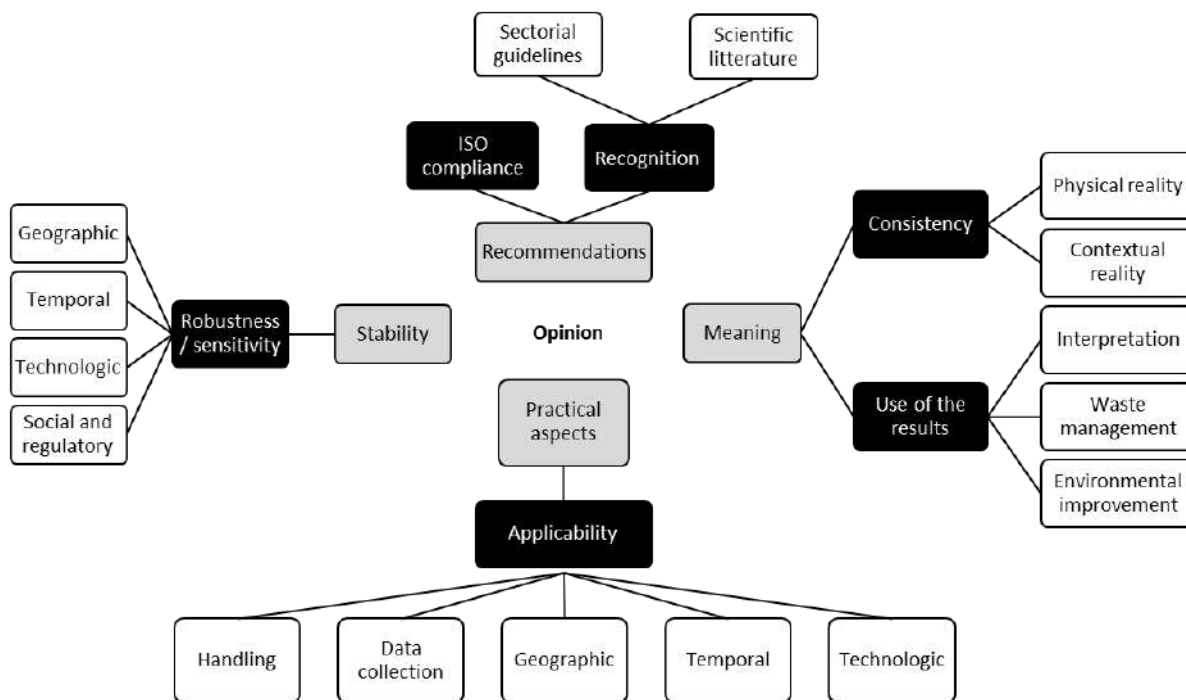 Sectorial
guidelines
Scientific
litterature
ISO
compliance
Recognition
Recommendations
Geographic
Temporal
Technologic
Social and
regulatory
Robustness
/ sensitivity
Stability
Opinion
Meaning
Consistency
Physical reality
Contextual
reality
Use of the
results
Interpretation
Waste
management
Environmental
improvement
Practical
aspects
Applicability
Handling
Data
collection
Geographic
Temporal
Technologic